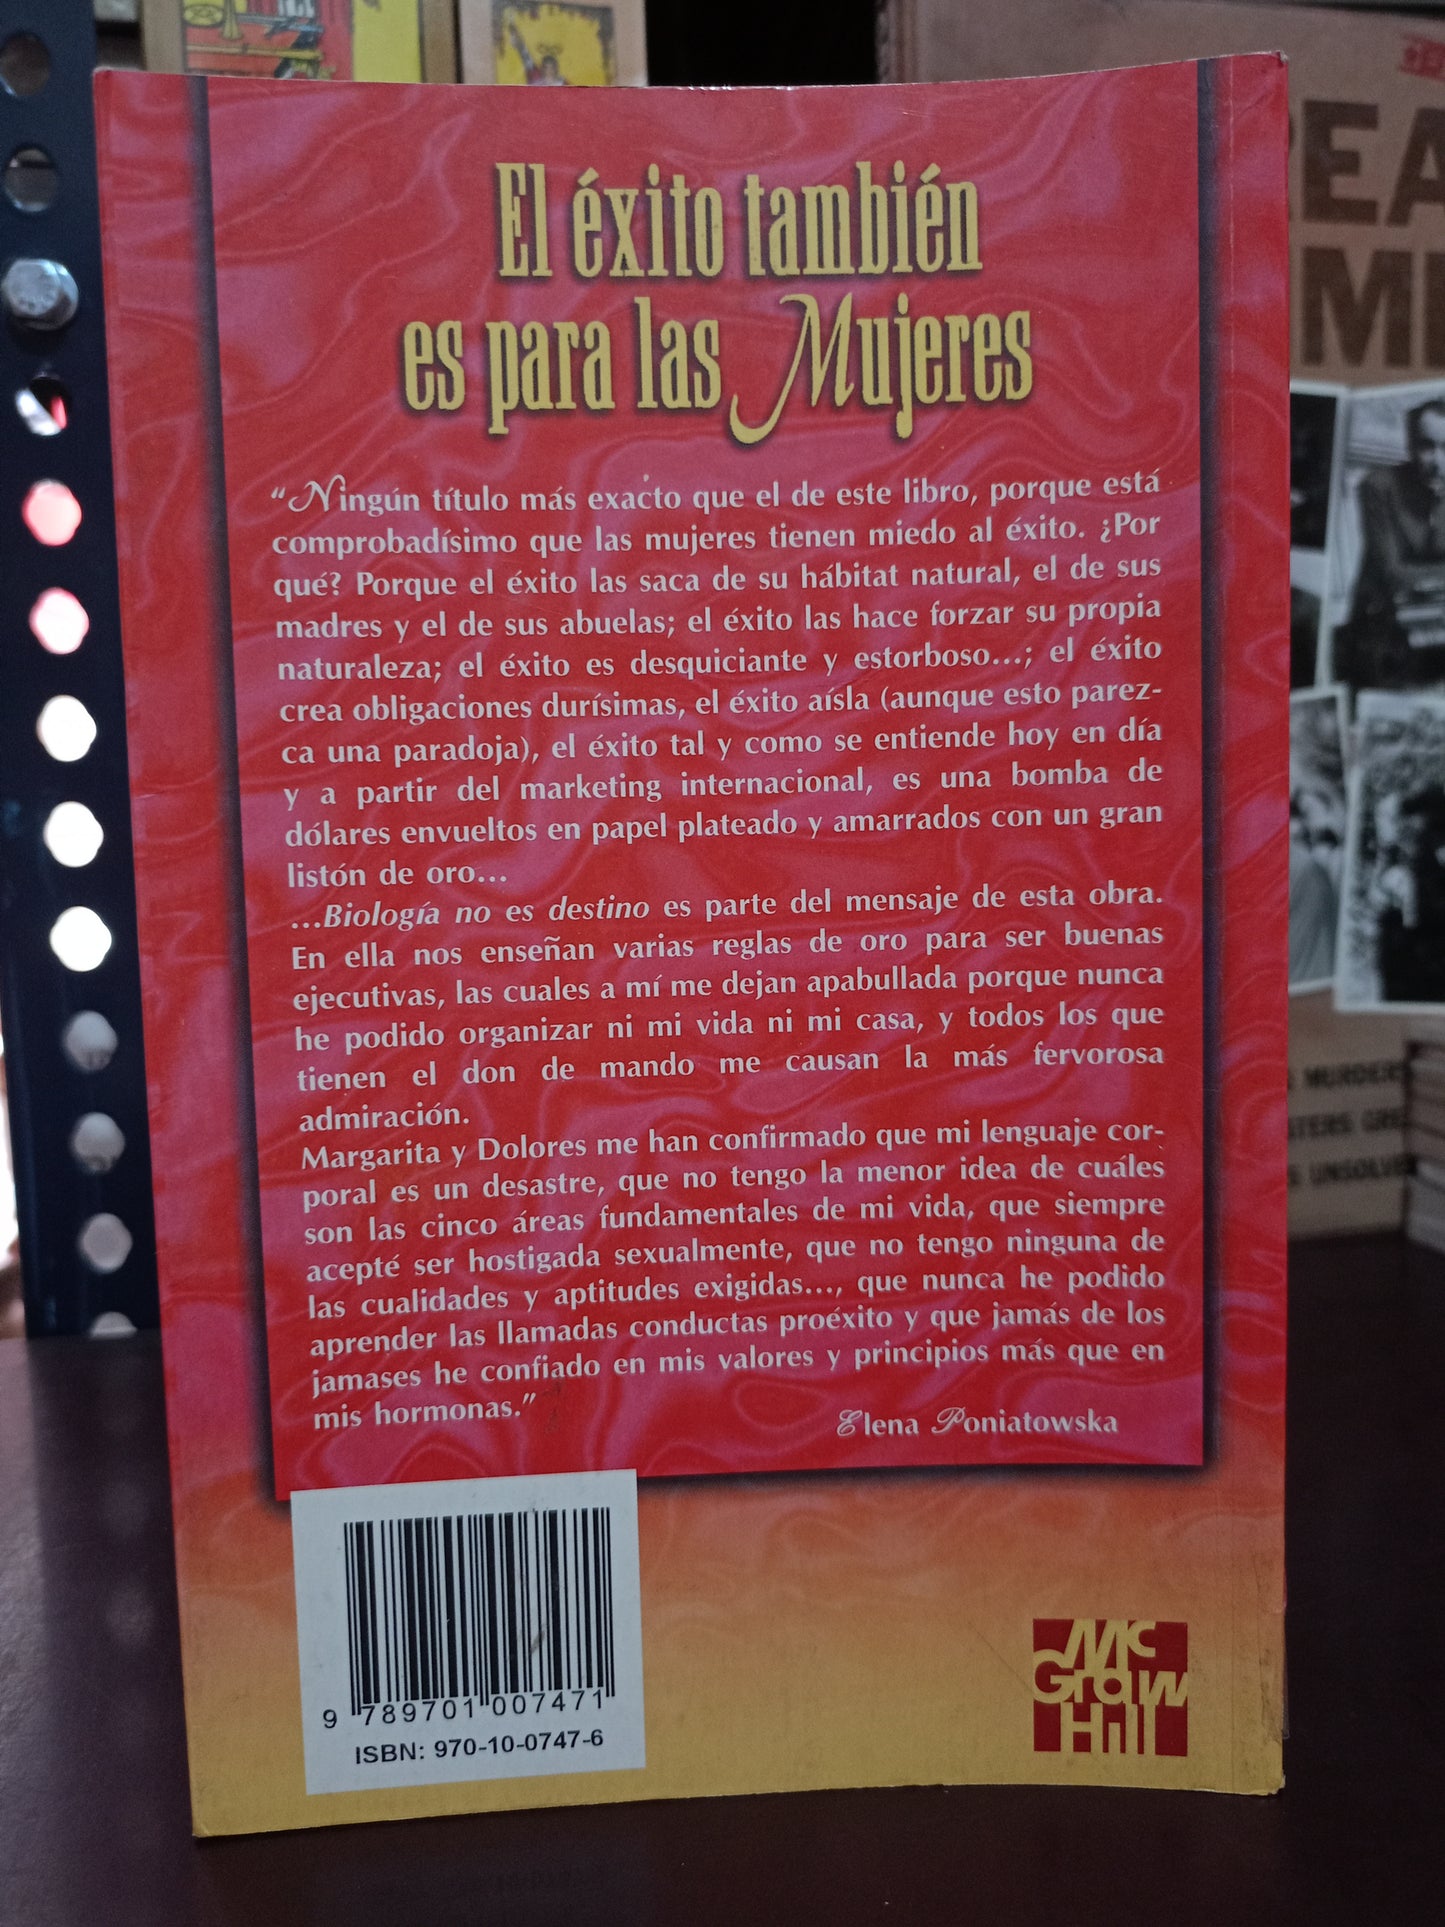 El éxito también
es para las Mujeres
“Ningún título más exacto que el de este libro, porque está
comprobadísimo que las mujeres tienen miedo al éxito. ¿Por
qué? Porque el éxito las saca de su hábitat natural, el de sus
madres y el de sus abuelas; el éxito las hace forzar su propia
naturaleza; el éxito es desquiciante y estorboso...; el éxito
crea obligaciones durísimas, el éxito aísla (aunque esto parez-
ca una paradoja), el éxito tal y como se entiende hoy en día
y a partir del marketing internacional, es una bomba de
dólares envueltos en papel plateado y amarrados con un gran
listón de oro...
...Biología no es destino es parte del mensaje de esta obra.
En ella nos enseñan varias reglas de oro para ser buenas
ejecutivas, las cuales a mí me dejan apabullada porque nunca
he podido organizar ni mi vida ni mi casa, y todos los que
tienen el don de mando me causan la más fervorosa
admiración.
Margarita y Dolores me han confirmado que mi lenguaje cor-
poral es un desastre, que no tengo la menor idea de cuáles
son las cinco áreas fundamentales de mi vida, que siempre
acepté ser hostigada sexualmente, que no tengo ninguna de
las cualidades y aptitudes exigidas..., que nunca he podido
aprender las llamadas conductas proéxito y que jamás de los
jamases he confiado en mis valores y principios más que en
mis hormonas.”
Elena Poniatowska
9 789701 007471
ISBN: 970-10-0747-6
Mc
Graw
Hill
MURDERS
UNSOLVE